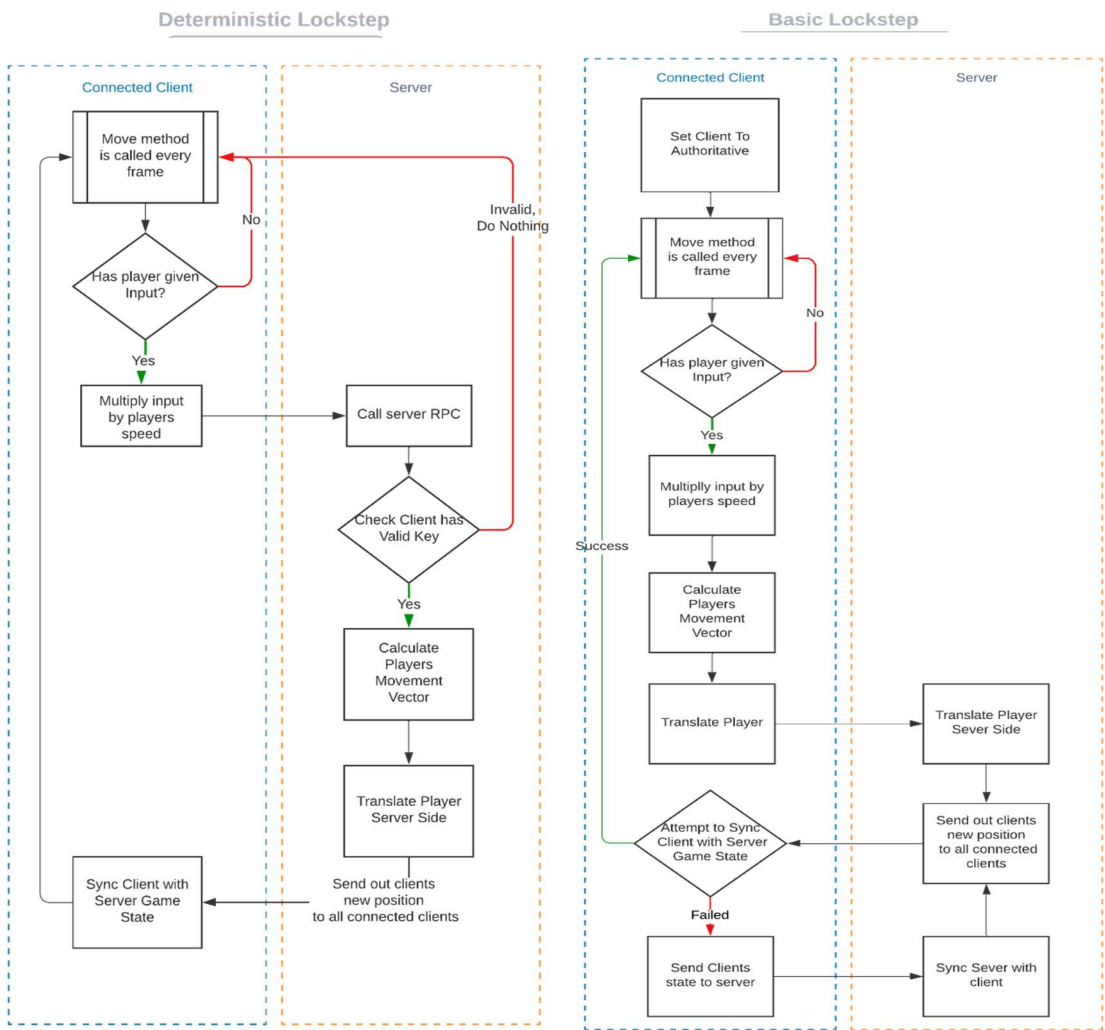 Deterministic Lockstep
Connected Client
Server
Move method
is called every
frame
No
Invalid,
Do Nothing
Has player given
Input?
Yes
Multiply input
by players
speed
Call server RPC
Check Client has
Valid Key
Yes
Calculate
Players
Movement
Vector
Translate Player
Server Side
Send out clients
new position
to all connected clients
Sync Client with
Server Game
State
Basic Lockstep
Connected Client
Server
Set Client To
Authoritative
Move method
is called every
frame
No
Has player given
Input?
Yes
Multiplly input by
players speed
Success
Calculate
Players
Movement
Vector
Translate Player
Translate Player
Sever Side
Send out clients
new position
to all connected
clients
Attempt to Sync
Client with Server
Game State
Failed
Send Clients
state to server
Sync Sever with
client